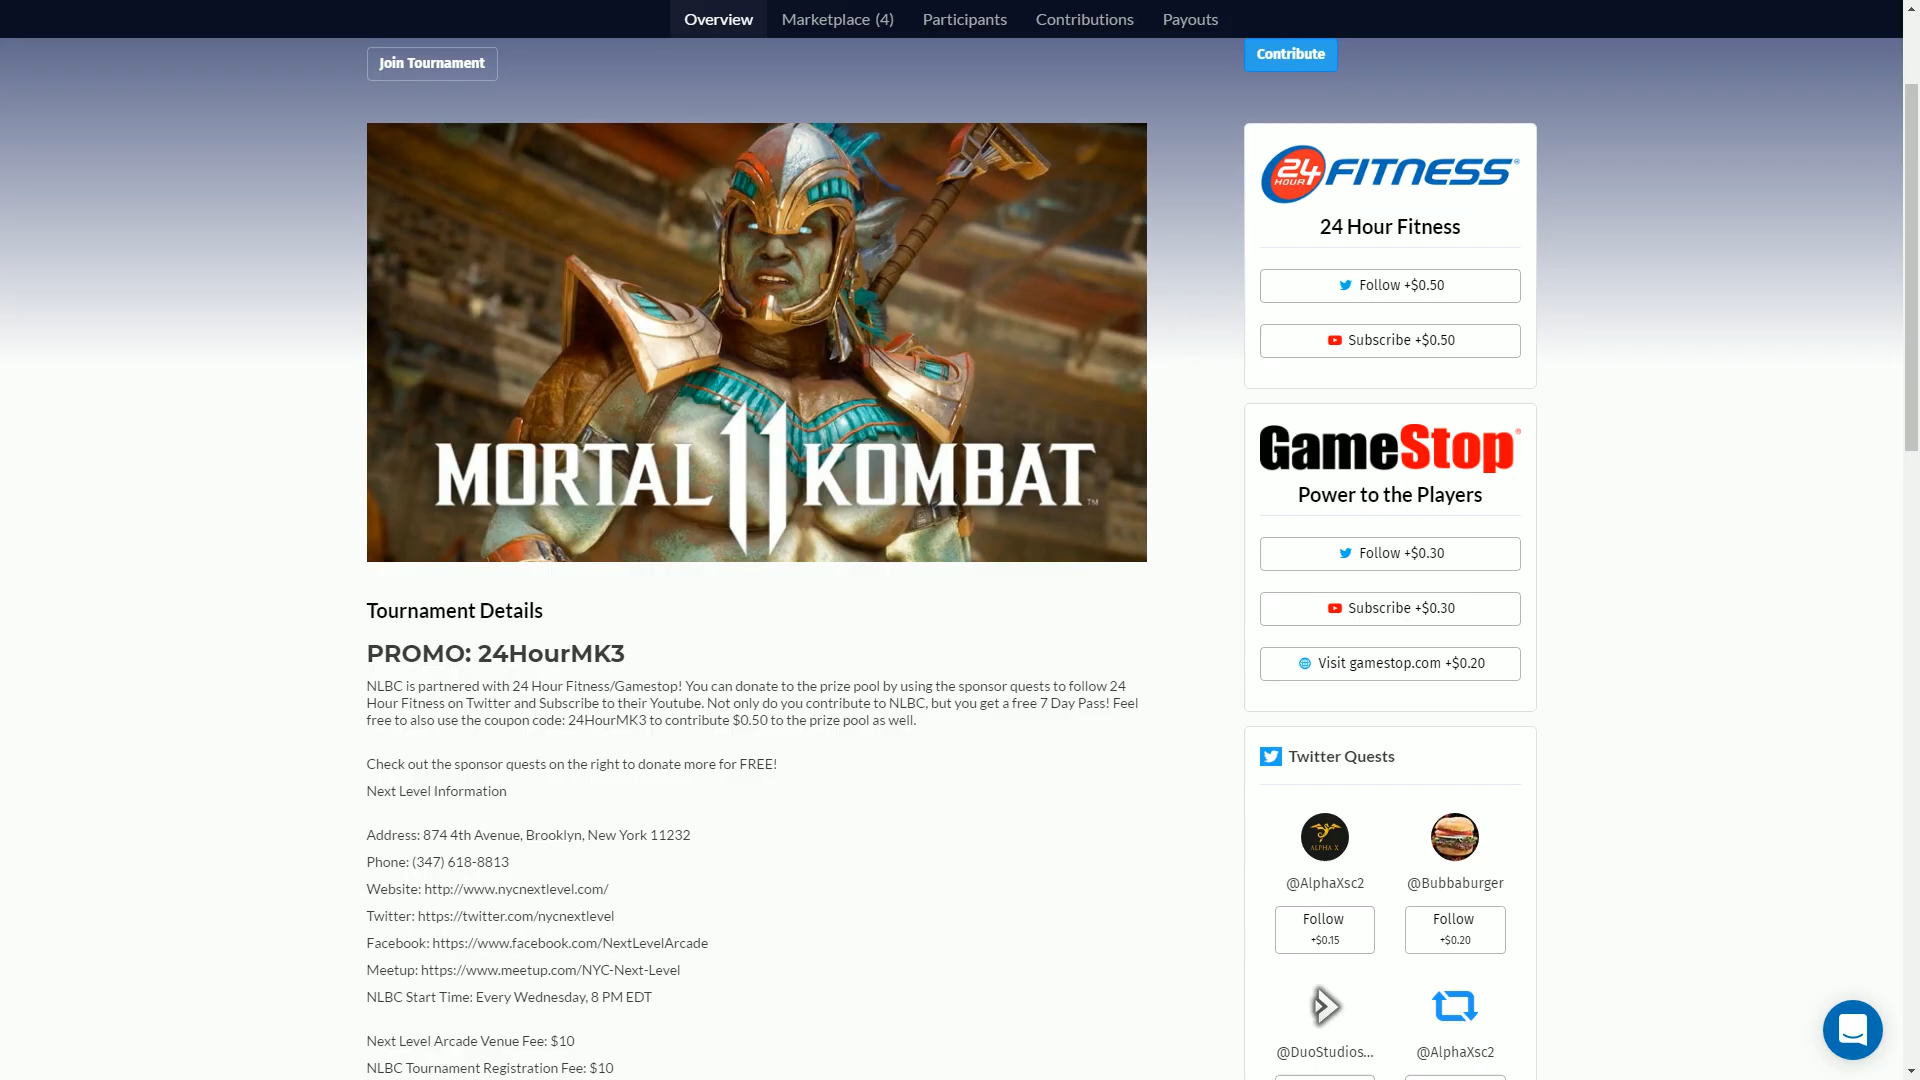 Overview
Marketplace (4)
Participants
Contributions
Payouts
Join Tournament
Contribute
MORTAL 11 KOMBAT™
Tournament Details
PROMO: 24HourMK3
NLBC is partnered with 24 Hour Fitness/Gamestop! You can donate to the prize pool by using the sponsor quests to follow 24
Hour Fitness on Twitter and Subscribe to their Youtube. Not only do you contribute to NLBC, but you get a free 7 Day Pass! Feel
free to also use the coupon code: 24HourMK3 to contribute $0.50 to the prize pool as well.
Check out the sponsor quests on the right to donate more for FREE!
Next Level Information
Address: 874 4th Avenue, Brooklyn, New York 11232
Phone: (347) 618-8813
Website: http://www.nycnextlevel.com/
Twitter: https://twitter.com/nycnextlevel
Facebook: https://www.facebook.com/NextLevelArcade
Meetup: https://www.meetup.com/NYC-Next-Level
NLBC Start Time: Every Wednesday, 8 PM EDT
Next Level Arcade Venue Fee: $10
NLBC Tournament Registration Fee: $10
24 HOUR FITNESS®
24 Hour Fitness
Follow +$0.50
Subscribe +$0.50
GameStop®
Power to the Players
Follow +$0.30
Subscribe +$0.30
Visit gamestop.com +$0.20
Twitter Quests
ALPHA X
@AlphaXsc2
Follow
+$0.15
@Bubbaburger
Follow
+$0.20
@DuoStudios...
@AlphaXsc2